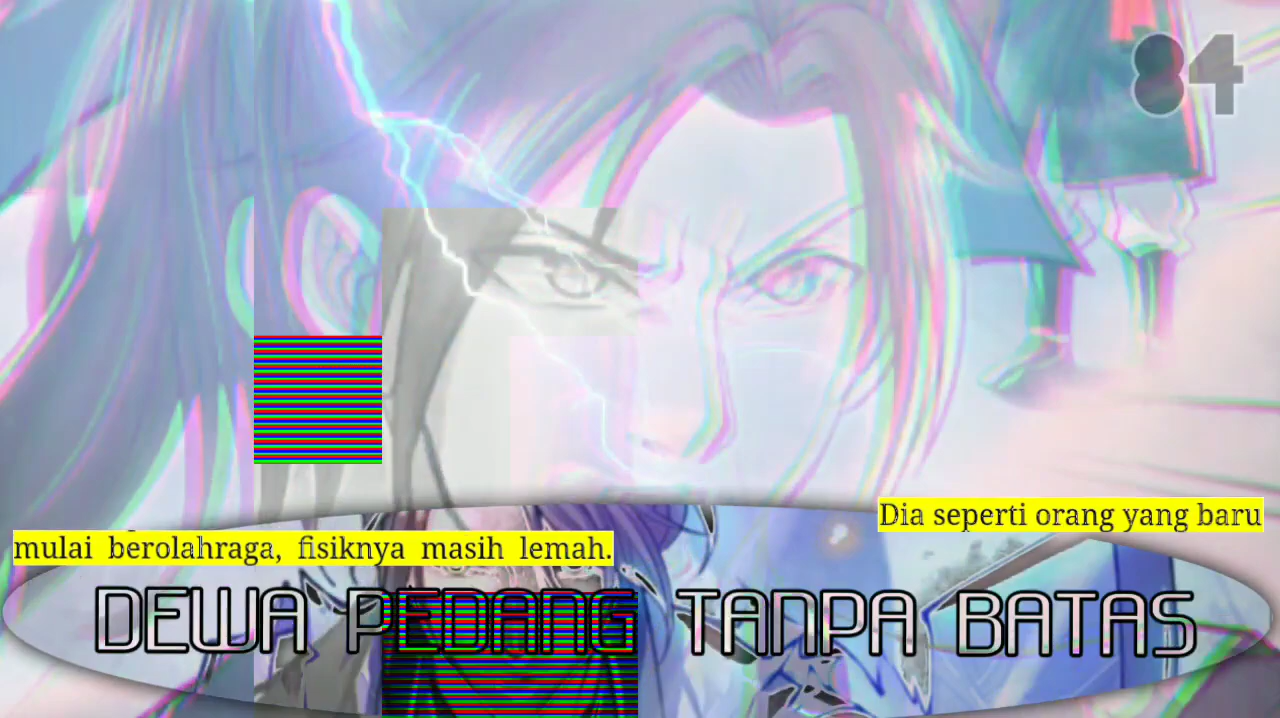 84
Dia seperti orang yang baru
mulai berolahraga, fisiknya masih lemah.
DEWA PEDANG TANPA BATAS